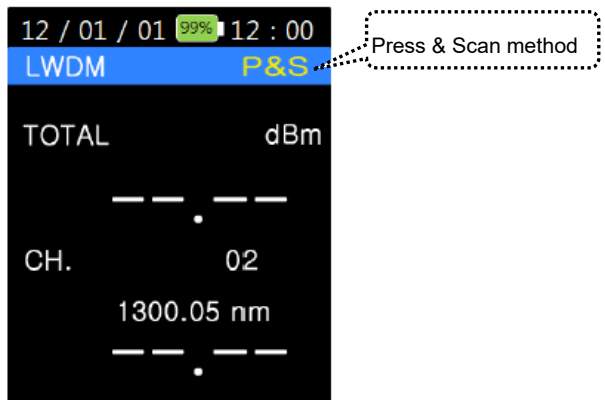 12 / 01 / 01 99% 12 : 00
LWDM P&S
Press & Scan method
TOTAL dBm
--.--
CH. 02
1300.05 nm
--.--